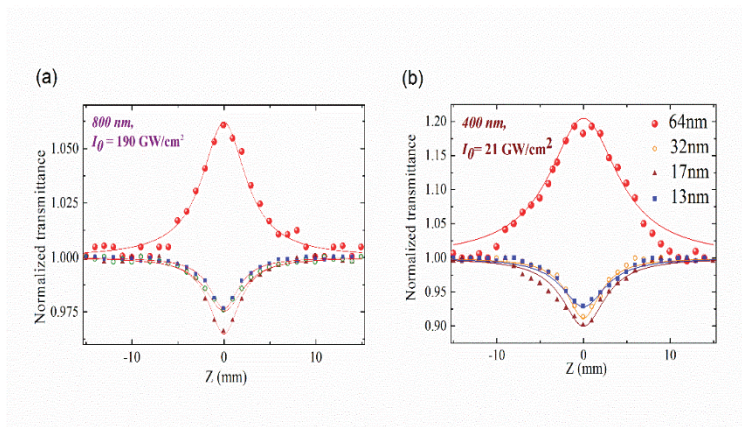 (a)
800 nm,
I0 = 190 GW/cm2
1.050
1.025
1.000
0.975
-10 0 10
Z (mm)
Normalized transmittance
(b)
400 nm,
I0= 21 GW/cm2
64nm
32nm
17nm
13nm
1.20
1.15
1.10
1.05
1.00
0.95
0.90
-10 0 10
Z (mm)
Normalized transmittance